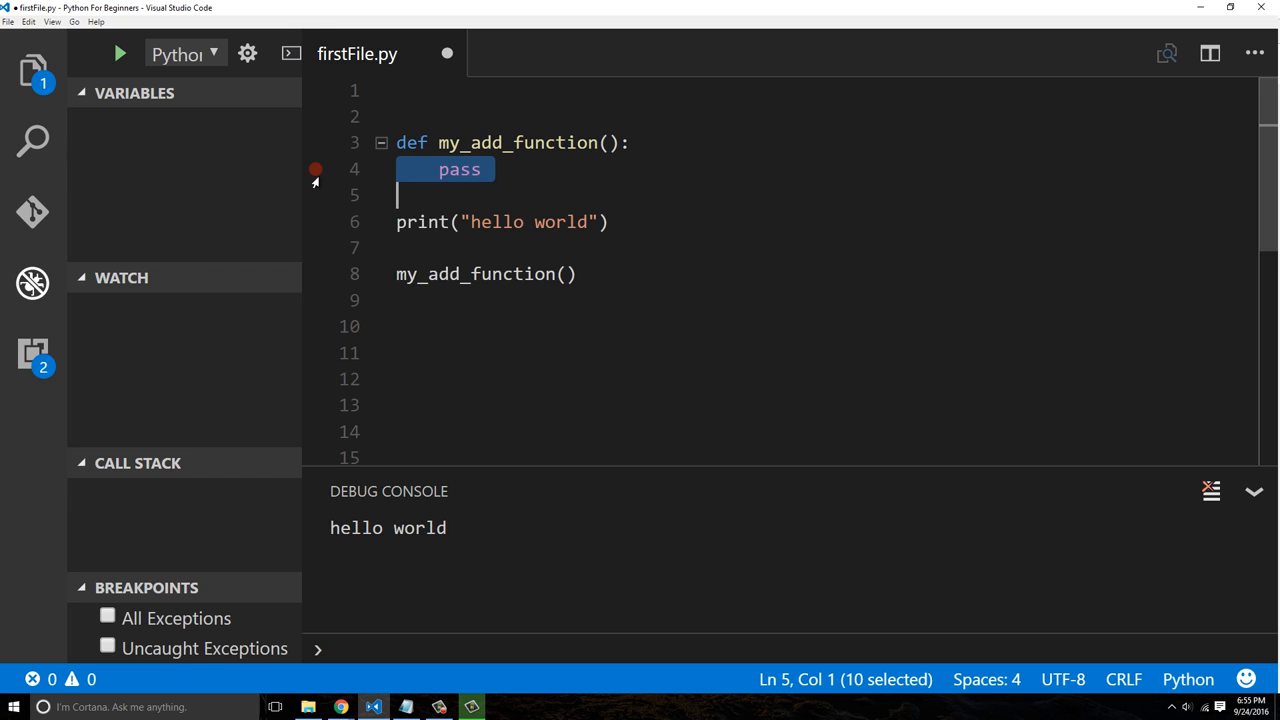 • firstFile.py - Python For Beginners - Visual Studio Code
File Edit View Go Help
Python
firstFile.py
1
VARIABLES
WATCH
2
CALL STACK
BREAKPOINTS
All Exceptions
Uncaught Exceptions
1
2
3 def my_add_function():
4 pass
5
6 print("hello world")
7
8 my_add_function()
9
10
11
12
13
14
15
DEBUG CONSOLE
hello world
0 0 Ln 5, Col 1 (10 selected) Spaces: 4 UTF-8 CRLF Python
I'm Cortana. Ask me anything.
6:55 PM
9/24/2016